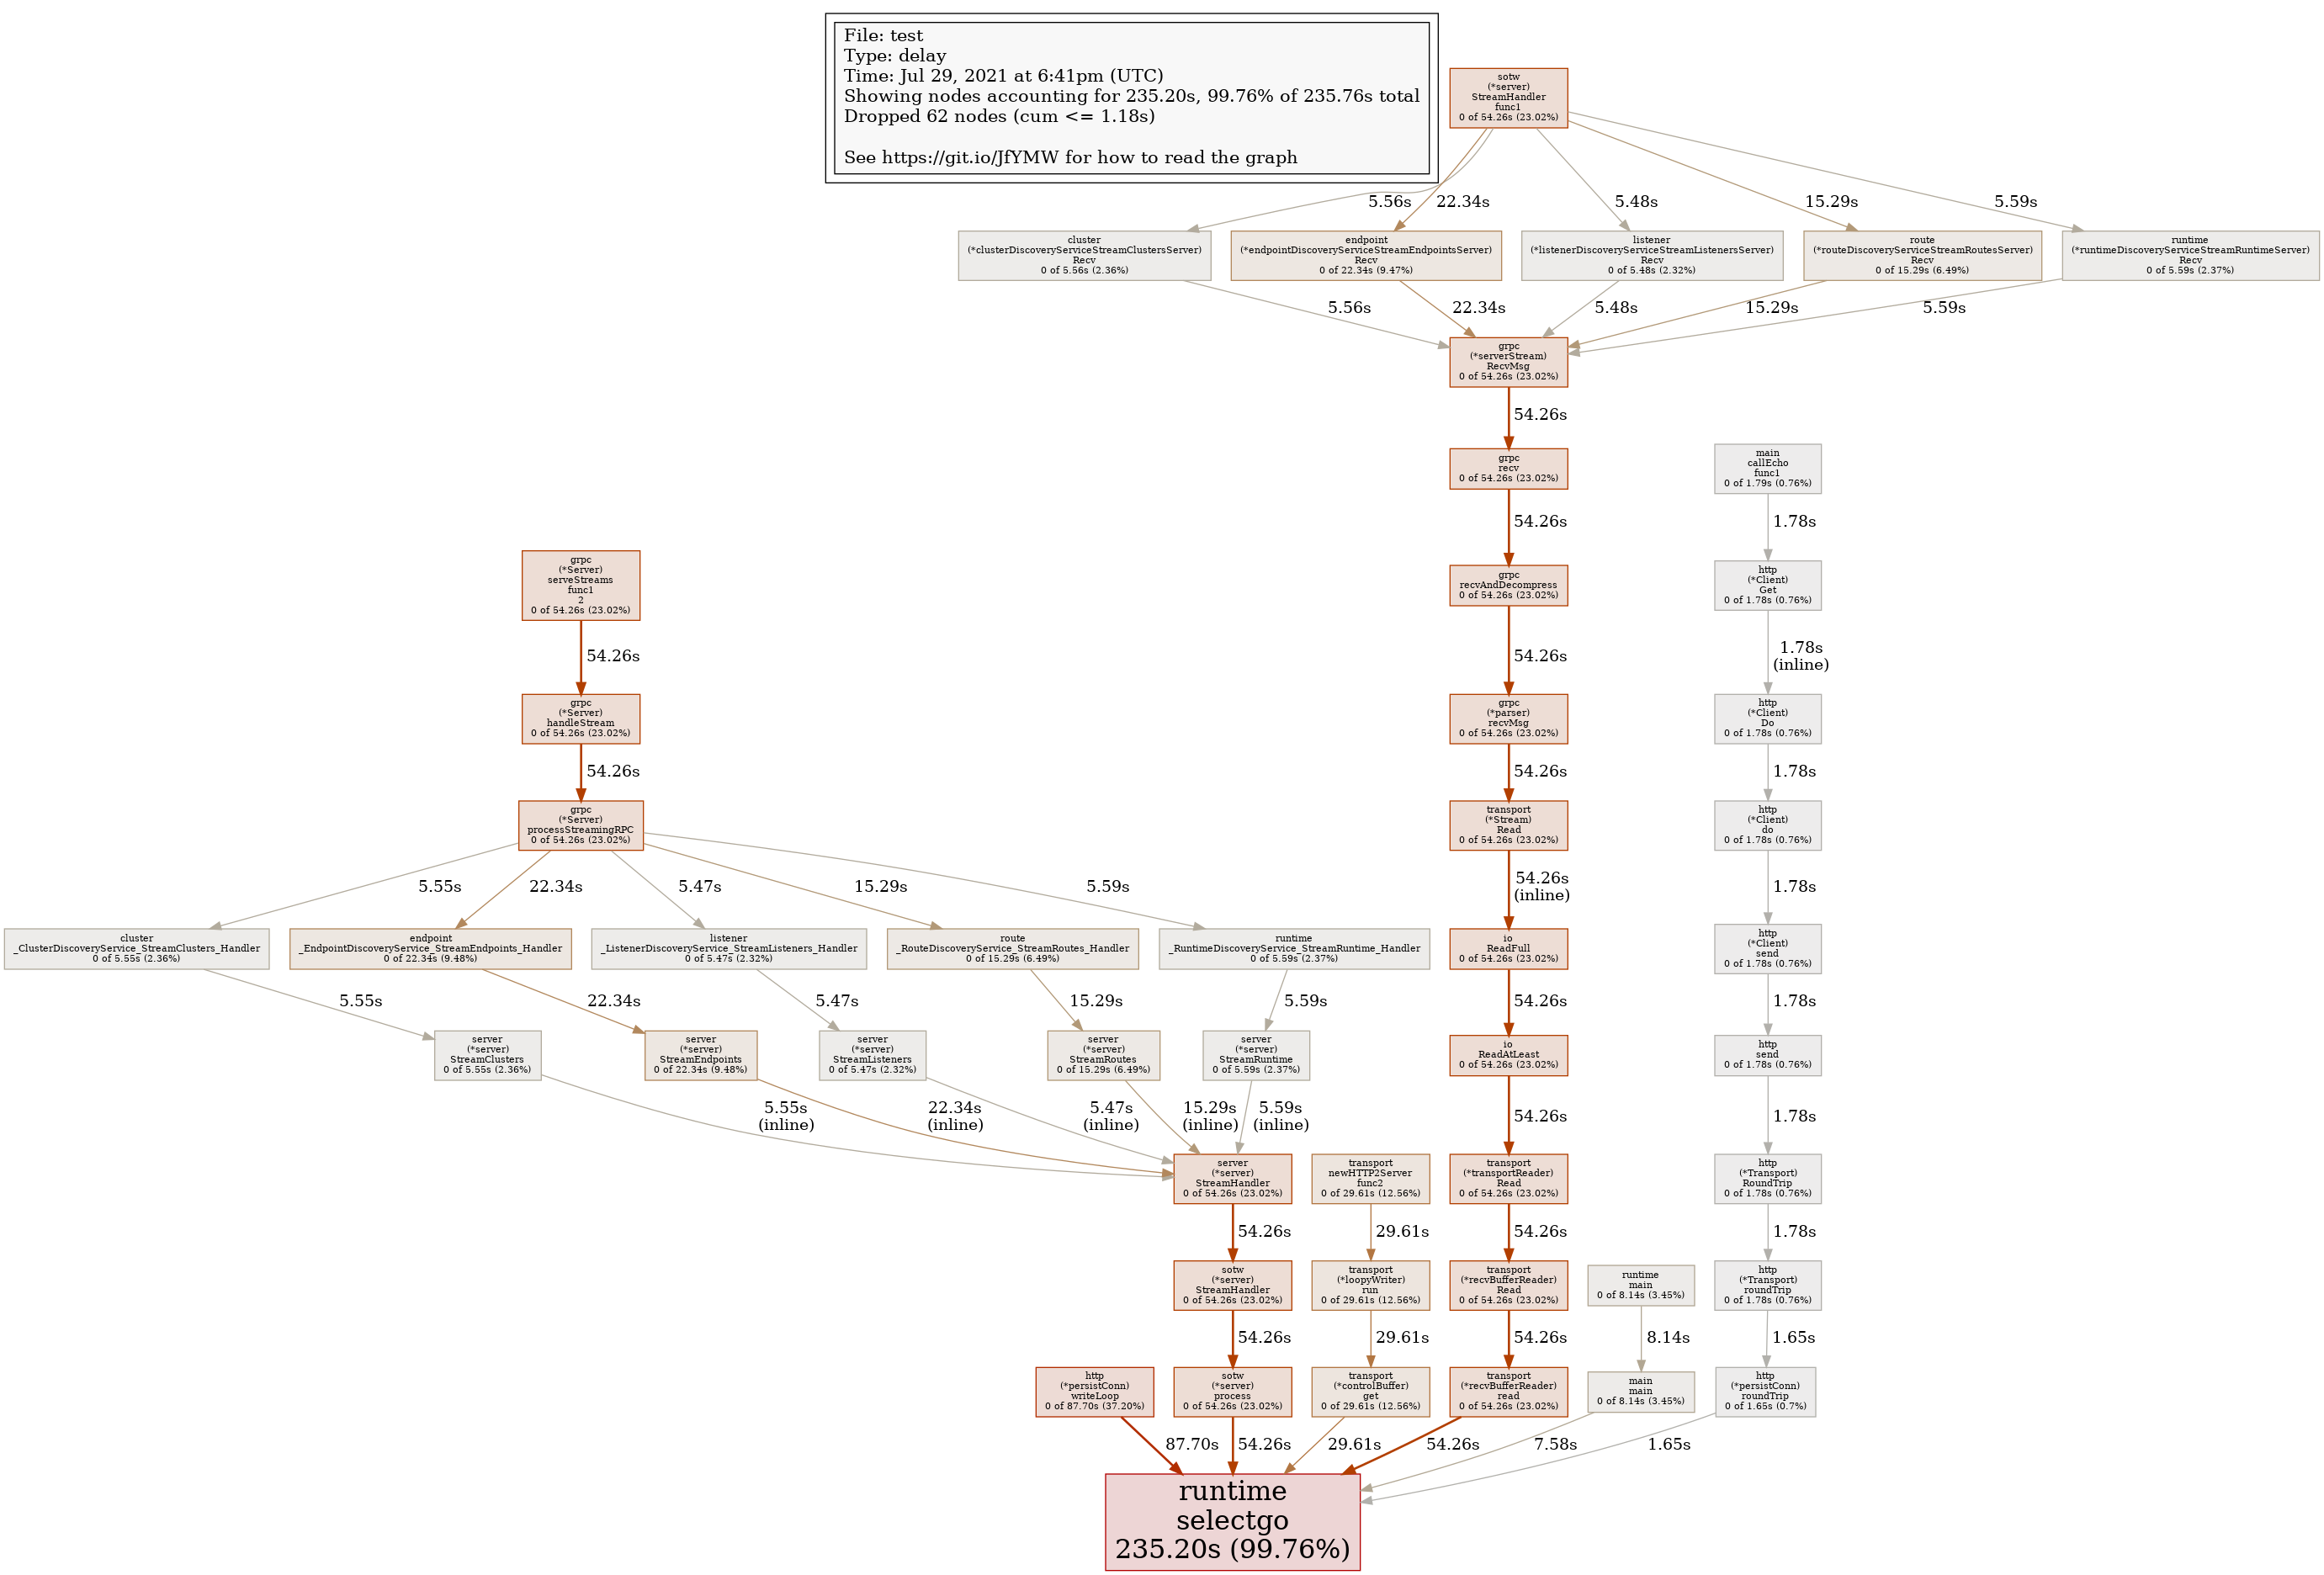 File: test
Type: delay
Time: Jul 29, 2021 at 6:41pm (UTC)
Showing nodes accounting for 235.20s, 99.76% of 235.76s total
Dropped 62 nodes (cum <= 1.18s)
See https://git.io/JfYMW for how to read the graph
sotw
(*server)
StreamHandler
func1
0 of 54.26s (23.02%)
5.56s
22.34s
5.48s
15.29s
5.59s
cluster
(*clusterDiscoveryServiceStreamClustersServer)
Recv
0 of 5.56s (2.36%)
endpoint
(*endpointDiscoveryServiceStreamEndpointsServer)
Recv
0 of 22.34s (9.47%)
listener
(*listenerDiscoveryServiceStreamListenersServer)
Recv
0 of 5.48s (2.32%)
route
(*routeDiscoveryServiceStreamRoutesServer)
Recv
0 of 15.29s (6.49%)
runtime
(*runtimeDiscoveryServiceStreamRuntimeServer)
Recv
0 of 5.59s (2.37%)
5.56s
22.34s
5.48s
15.29s
5.59s
grpc
(*serverStream)
RecvMsg
0 of 54.26s (23.02%)
54.26s
grpc
recv
0 of 54.26s (23.02%)
main
callEcho
func1
0 of 1.79s (0.76%)
54.26s
1.78s
grpc
(*Server)
serveStreams
func1
2
0 of 54.26s (23.02%)
grpc
recvAndDecompress
0 of 54.26s (23.02%)
http
(*Client)
Get
0 of 1.78s (0.76%)
54.26s
54.26s
1.78s
(inline)
grpc
(*Server)
handleStream
0 of 54.26s (23.02%)
grpc
(*parser)
recvMsg
0 of 54.26s (23.02%)
http
(*Client)
Do
0 of 1.78s (0.76%)
54.26s
54.26s
1.78s
grpc
(*Server)
processStreamingRPC
0 of 54.26s (23.02%)
transport
(*Stream)
Read
0 of 54.26s (23.02%)
http
(*Client)
do
0 of 1.78s (0.76%)
5.55s
22.34s
5.47s
15.29s
5.59s
54.26s
(inline)
1.78s
cluster
_ClusterDiscoveryService_StreamClusters_Handler
0 of 5.55s (2.36%)
endpoint
_EndpointDiscoveryService_StreamEndpoints_Handler
0 of 22.34s (9.48%)
listener
_ListenerDiscoveryService_StreamListeners_Handler
0 of 5.47s (2.32%)
route
_RouteDiscoveryService_StreamRoutes_Handler
0 of 15.29s (6.49%)
runtime
_RuntimeDiscoveryService_StreamRuntime_Handler
0 of 5.59s (2.37%)
io
ReadFull
0 of 54.26s (23.02%)
http
(*Client)
send
0 of 1.78s (0.76%)
5.55s
22.34s
5.47s
15.29s
5.59s
54.26s
1.78s
server
(*server)
StreamClusters
0 of 5.55s (2.36%)
server
(*server)
StreamEndpoints
0 of 22.34s (9.48%)
server
(*server)
StreamListeners
0 of 5.47s (2.32%)
server
(*server)
StreamRoutes
0 of 15.29s (6.49%)
server
(*server)
StreamRuntime
0 of 5.59s (2.37%)
io
ReadAtLeast
0 of 54.26s (23.02%)
http
send
0 of 1.78s (0.76%)
5.55s
(inline)
22.34s
(inline)
5.47s
(inline)
15.29s
(inline)
5.59s
(inline)
54.26s
1.78s
server
(*server)
StreamHandler
0 of 54.26s (23.02%)
transport
newHTTP2Server
func2
0 of 29.61s (12.56%)
transport
(*transportReader)
Read
0 of 54.26s (23.02%)
http
(*Transport)
RoundTrip
0 of 1.78s (0.76%)
54.26s
29.61s
54.26s
1.78s
sotw
(*server)
StreamHandler
0 of 54.26s (23.02%)
transport
(*loopyWriter)
run
0 of 29.61s (12.56%)
transport
(*recvBufferReader)
Read
0 of 54.26s (23.02%)
runtime
main
0 of 8.14s (3.45%)
http
(*Transport)
roundTrip
0 of 1.78s (0.76%)
54.26s
29.61s
54.26s
8.14s
1.65s
http
(*persistConn)
writeLoop
0 of 87.70s (37.20%)
sotw
(*server)
process
0 of 54.26s (23.02%)
transport
(*controlBuffer)
get
0 of 29.61s (12.56%)
transport
(*recvBufferReader)
read
0 of 54.26s (23.02%)
main
main
0 of 8.14s (3.45%)
http
(*persistConn)
roundTrip
0 of 1.65s (0.7%)
87.70s
54.26s
29.61s
54.26s
7.58s
1.65s
runtime
selectgo
235.20s (99.76%)